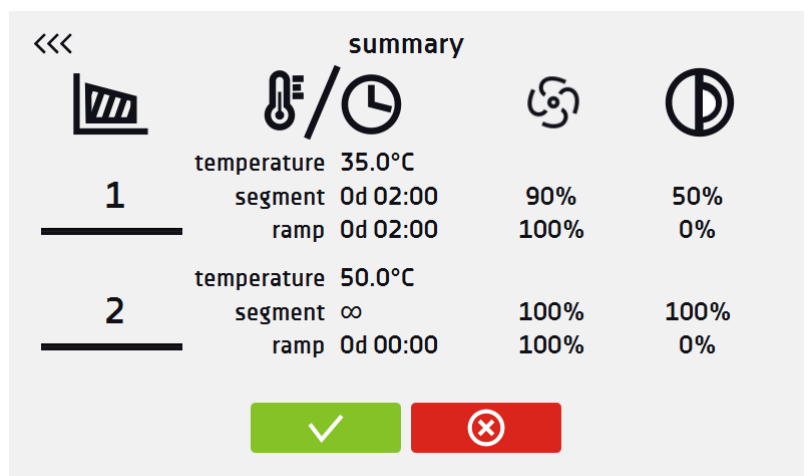 <<< summary
temperature 35.0°C
1 segment 0d 02:00 90% 50%
ramp 0d 02:00 100% 0%
temperature 50.0°C
2 segment ∞ 100% 100%
ramp 0d 00:00 100% 0%